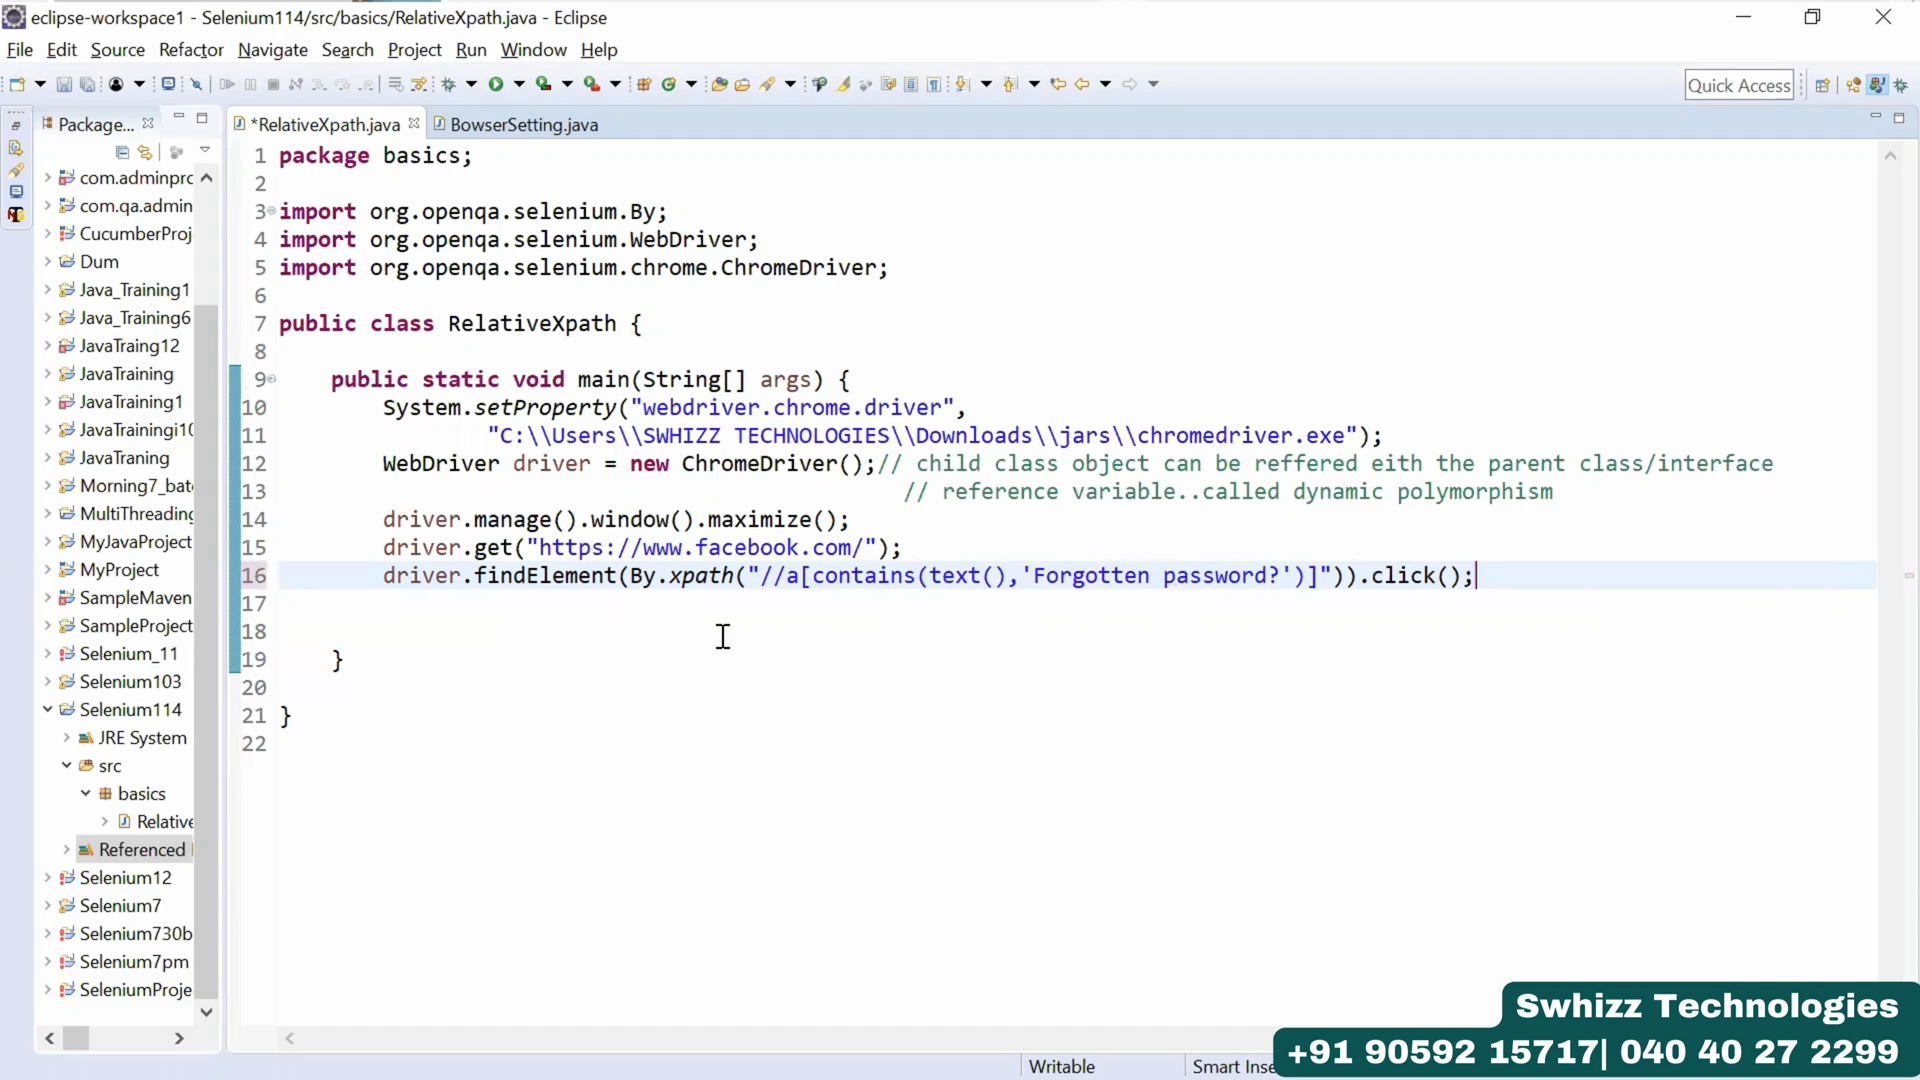 eclipse-workspace1 - Selenium114/src/basics/RelativeXpath.java - Eclipse
File Edit Source Refactor Navigate Search Project Run Window Help
Quick Access
Package...
*RelativeXpath.java
BowserSetting.java
com.adminpro
com.qa.admin
CucumberProj
Dum
Java_Training1
Java_Training6
JavaTraing12
JavaTraining
JavaTraining1
JavaTrainingi10
JavaTraning
Morning7_bat
MultiThreading
MyJavaProject
MyProject
SampleMaven
SampleProject
Selenium_11
Selenium103
Selenium114
JRE System
src
basics
Relative
Referenced
Selenium12
Selenium7
Selenium730b
Selenium7pm
SeleniumProje
1 package basics;
2
3 import org.openqa.selenium.By;
4 import org.openqa.selenium.WebDriver;
5 import org.openqa.selenium.chrome.ChromeDriver;
6
7 public class RelativeXpath {
8
9 public static void main(String[] args) {
10 System.setProperty("webdriver.chrome.driver",
11 "C:\\Users\\SWHIZZ TECHNOLOGIES\\Downloads\\jars\\chromedriver.exe");
12 WebDriver driver = new ChromeDriver();// child class object can be reffered eith the parent class/interface
13 // reference variable..called dynamic polymorphism
14 driver.manage().window().maximize();
15 driver.get("https://www.facebook.com/");
16 driver.findElement(By.xpath("//a[contains(text(),'Forgotten password?')]")).click();
17
18
19 }
20
21 }
22
Writable
Smart Inse
Swhizz Technologies
+91 90592 15717| 040 40 27 2299